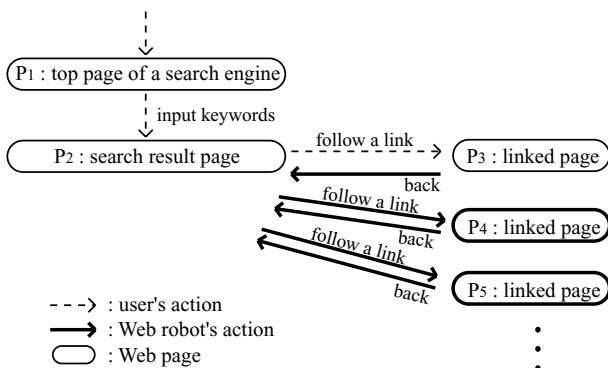 P1 : top page of a search engine
input keywords
P2 : search result page
follow a link
P3 : linked page
back
follow a link
back
P4 : linked page
follow a link
back
P5 : linked page
: user's action
: Web robot's action
: Web page